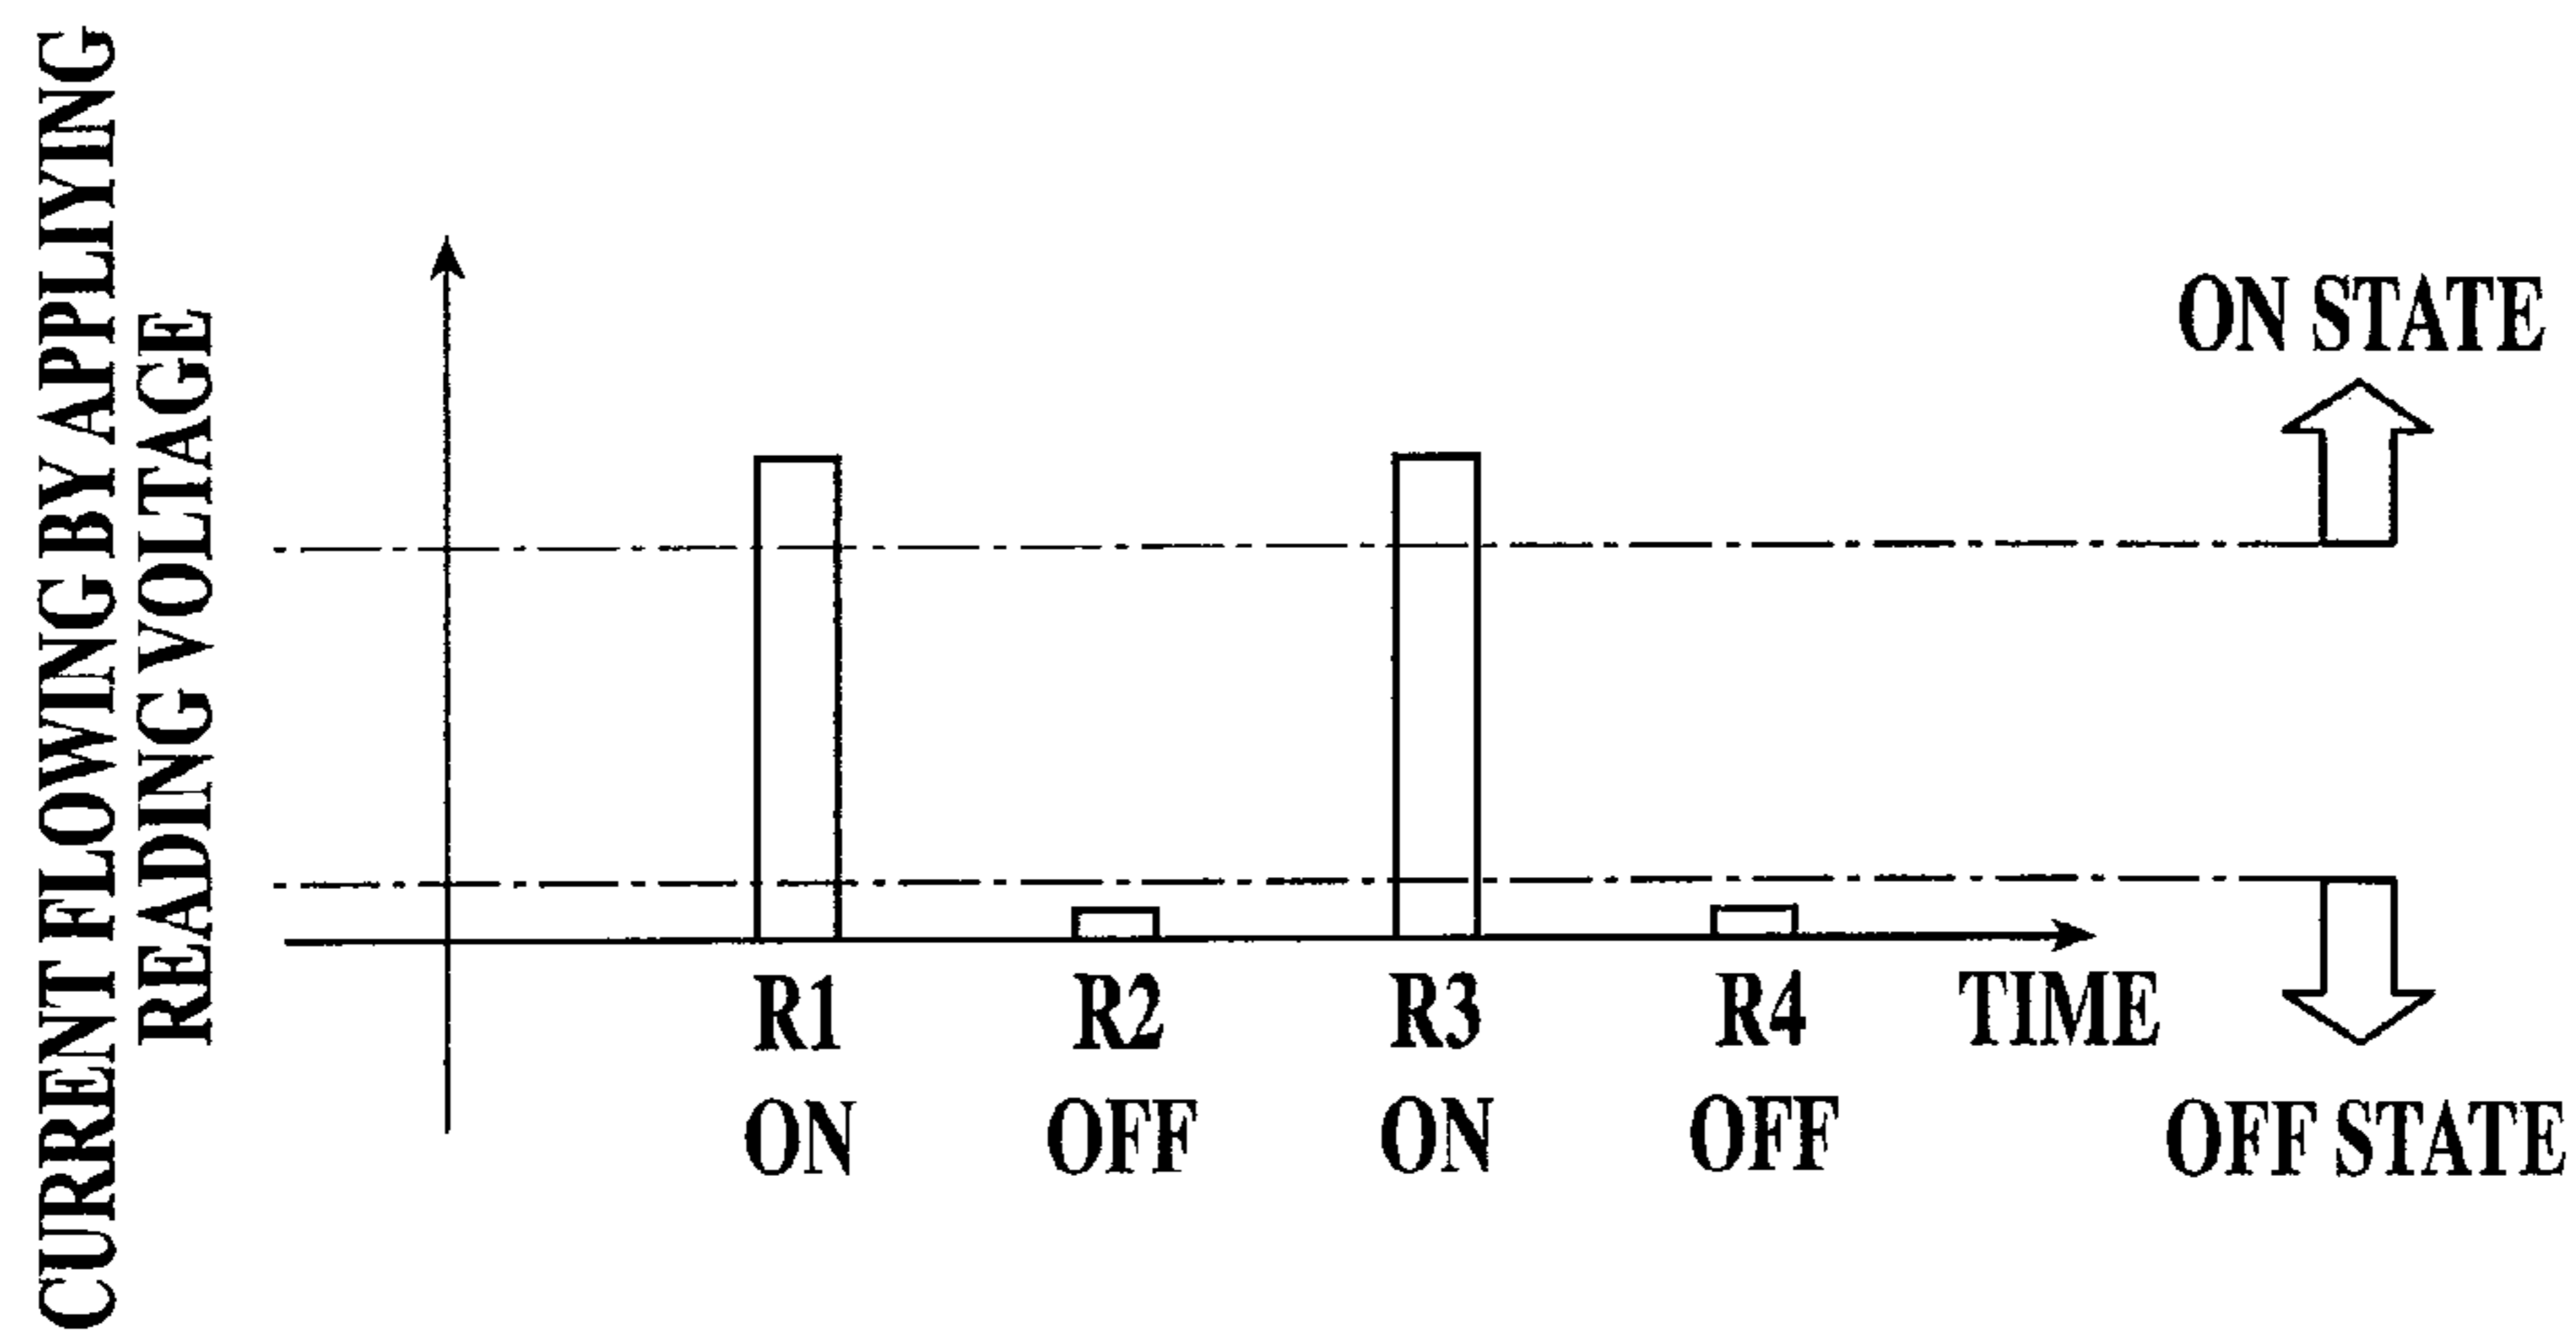 CURRENT FLOWING BY APPLIYING
READING VOLTAGE
ON STATE
R1
R2
R3
R4
TIME
ON
OFF
ON
OFF
OFF STATE